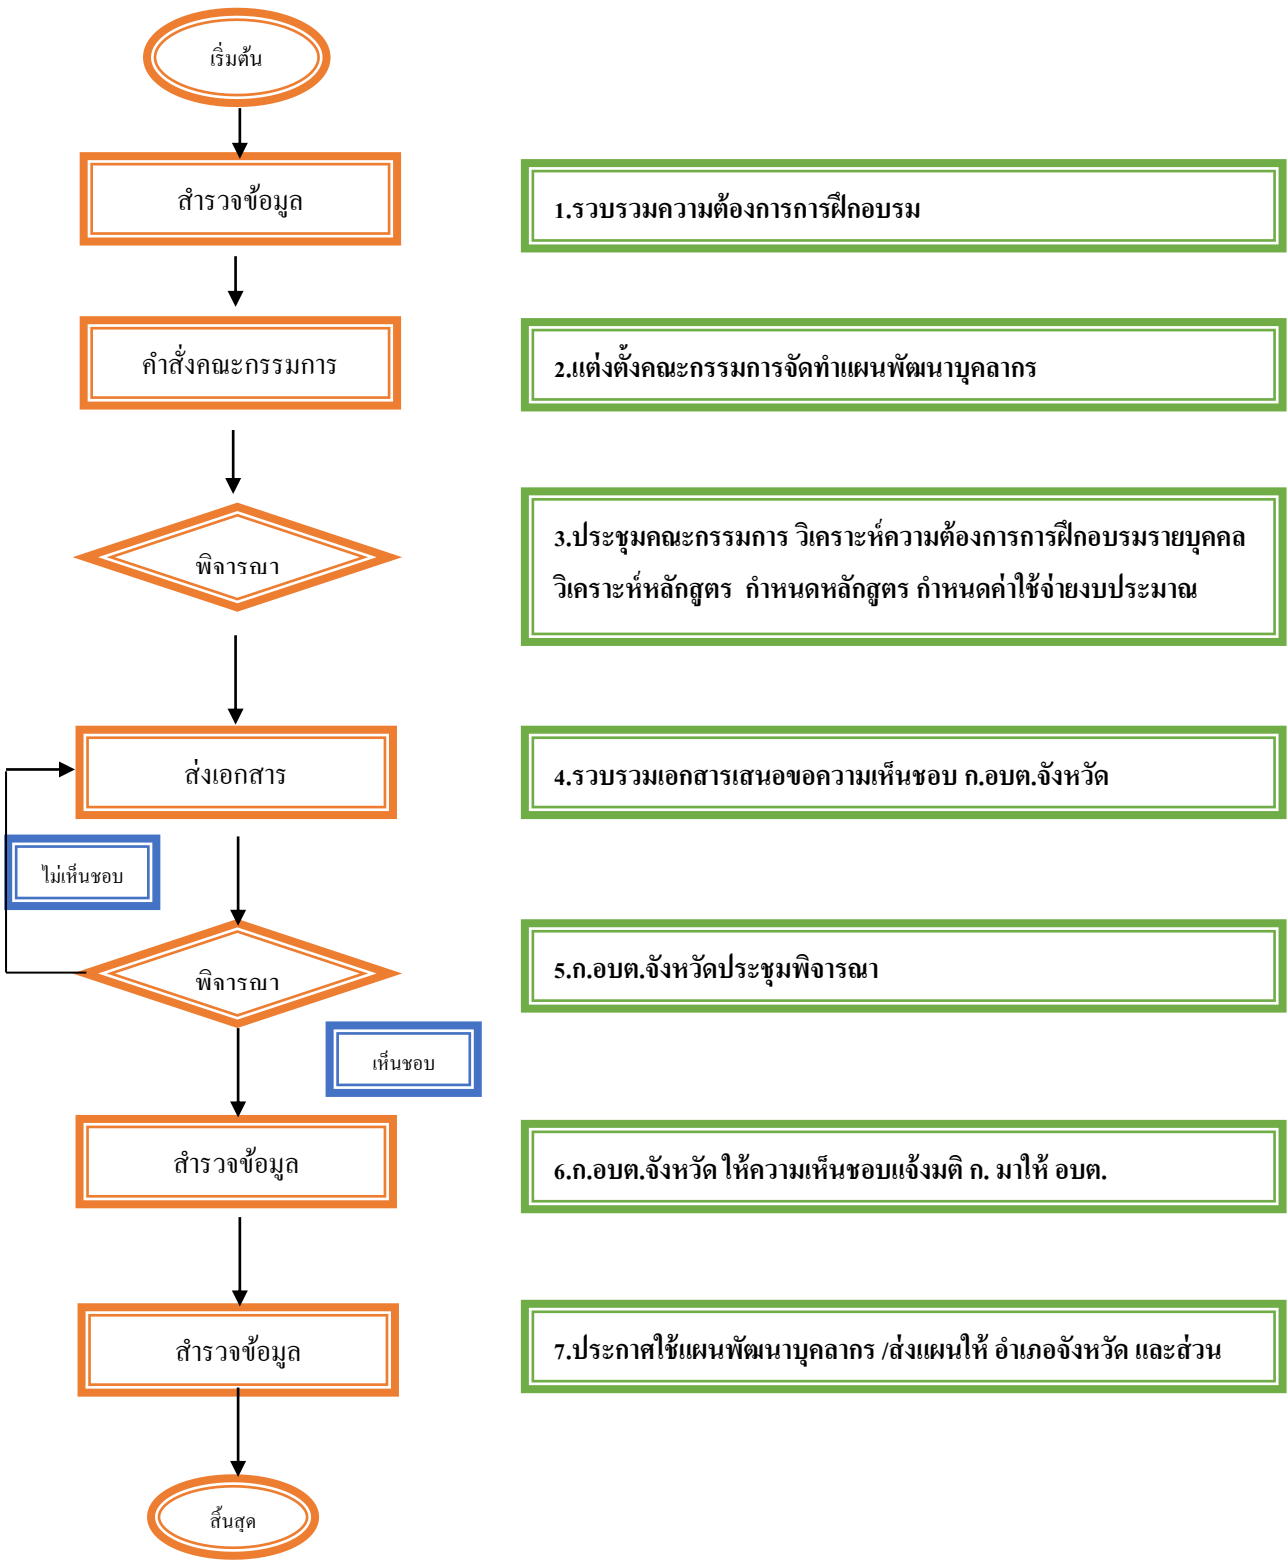 เริ่มต้น
สำรวจข้อมูล
1.รวบรวมความต้องการการฝึกอบรม
คำสั่งคณะกรรมการ
2.แต่งตั้งคณะกรรมการจัดทำแผนพัฒนาบุคลากร
พิจารณา
3.ประชุมคณะกรรมการ วิเคราะห์ความต้องการการฝึกอบรมรายบุคคล
วิเคราะห์หลักสูตร กำหนดหลักสูตร กำหนดค่าใช้จ่ายงบประมาณ
ส่งเอกสาร
4.รวบรวมเอกสารเสนอขอความเห็นชอบ ก.อบต.จังหวัด
ไม่เห็นชอบ
พิจารณา
5.ก.อบต.จังหวัดประชุมพิจารณา
เห็นชอบ
สำรวจข้อมูล
6.ก.อบต.จังหวัด ให้ความเห็นชอบแจ้งมติ ก. มาให้ อบต.
สำรวจข้อมูล
7.ประกาศใช้แผนพัฒนาบุคลากร /ส่งแผนให้ อำเภอจังหวัด และส่วน
สิ้นสุด